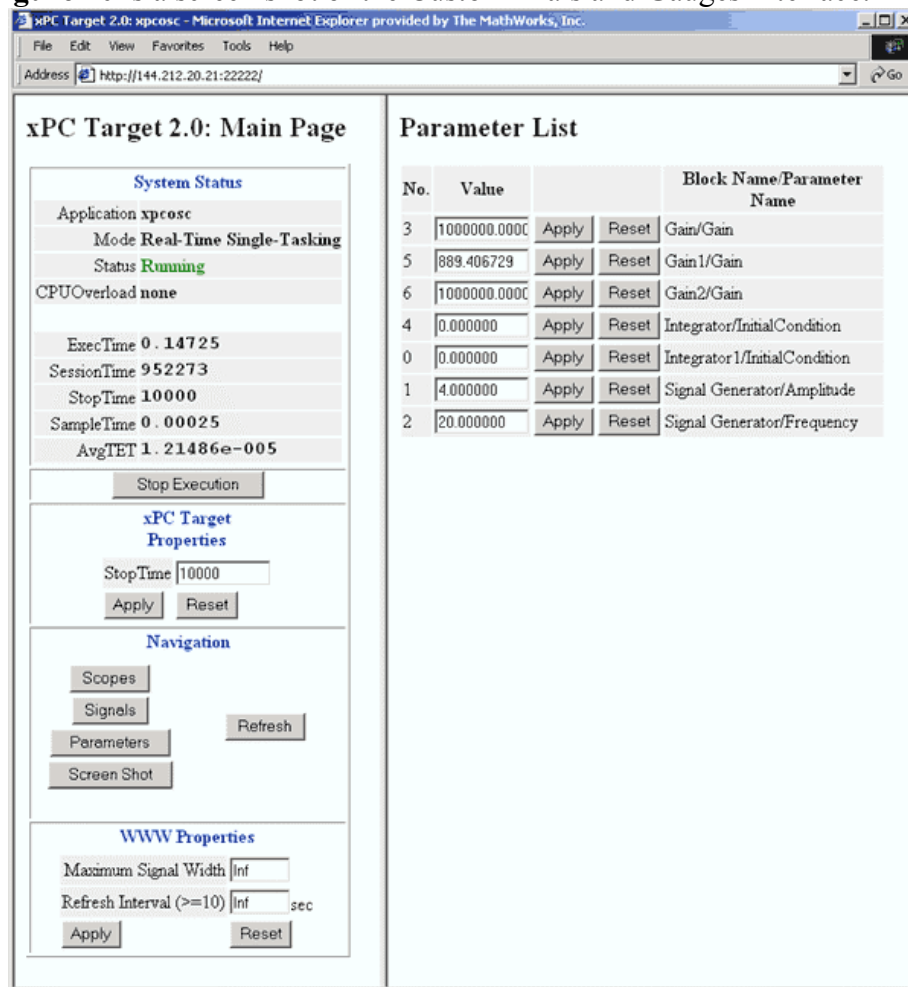 xPC Target 2.0: xpcosc - Microsoft Internet Explorer provided by The MathWorks, Inc.
File Edit View Favorites Tools Help
Address http://144.212.20.21:22222/ Go
xPC Target 2.0: Main Page
System Status
Application xpcosc
Mode Real-Time Single-Tasking
Status Running
CPUOverload none
ExecTime 0.14725
SessionTime 952273
StopTime 10000
SampleTime 0.00025
AvgTET 1.21486e-005
Stop Execution
xPC Target
Properties
StopTime 10000
Apply Reset
Navigation
Scopes
Signals
Refresh
Parameters
Screen Shot
WWW Properties
Maximum Signal Width Inf
Refresh Interval (>=10) Inf sec
Apply Reset
Parameter List
No. Value Block Name/Parameter
Name
3 1000000.000 Apply Reset Gain/Gain
5 889.406729 Apply Reset Gain1/Gain
6 1000000.000 Apply Reset Gain2/Gain
4 0.000000 Apply Reset Integrator/InitialCondition
0 0.000000 Apply Reset Integrator1/InitialCondition
1 4.000000 Apply Reset Signal Generator/Amplitude
2 20.000000 Apply Reset Signal Generator/Frequency